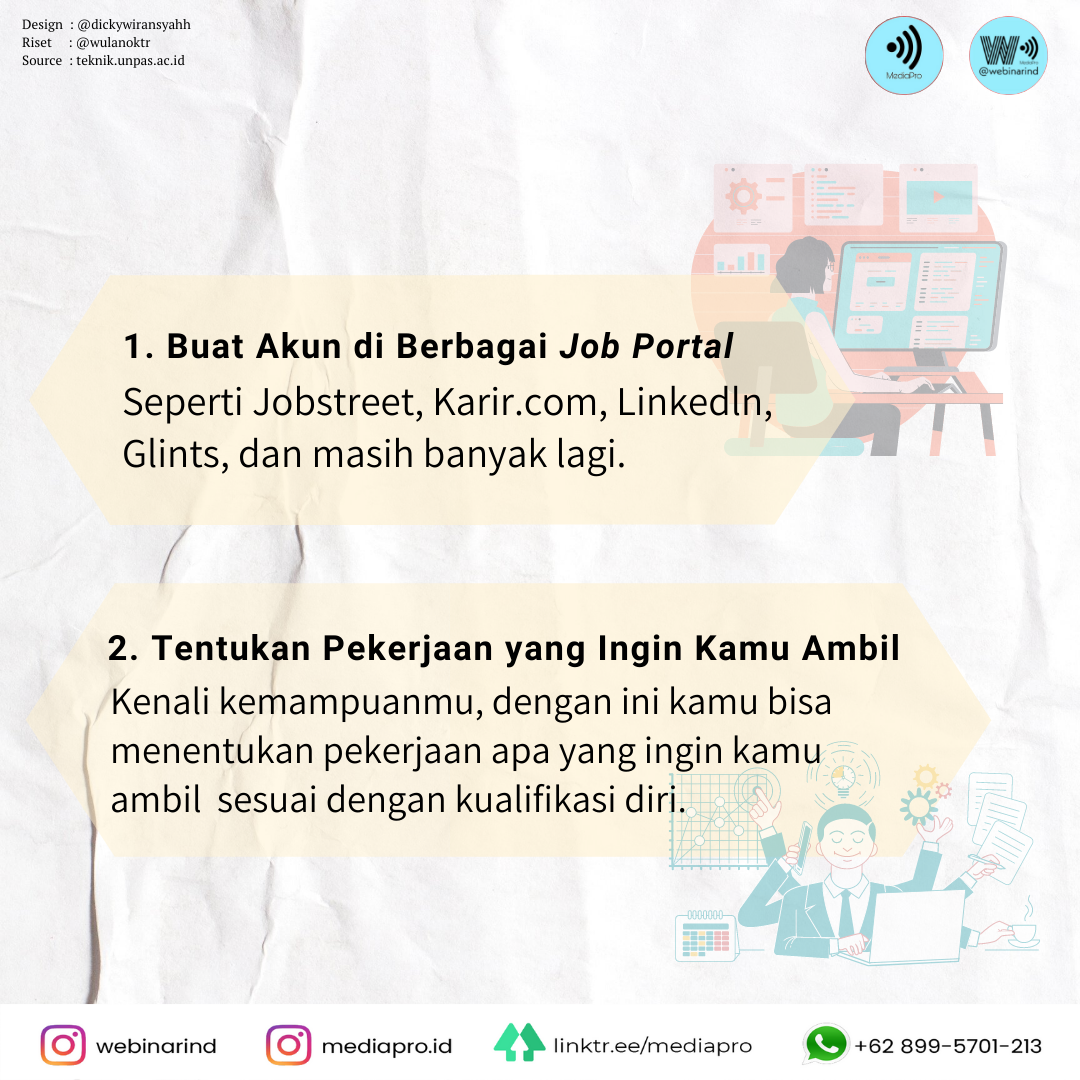 Design : @dickywiransyahh
Riset : @wulanoktr
Source : teknik.unpas.ac.id
MediaPro
W
MediaPro
@webinarind
1. Buat Akun di Berbagai Job Portal
Seperti Jobstreet, Karir.com, Linkedln,
Glints, dan masih banyak lagi.
2. Tentukan Pekerjaan yang Ingin Kamu Ambil
Kenali kemampuanmu, dengan ini kamu bisa
menentukan pekerjaan apa yang ingin kamu
ambil  sesuai dengan kualifikasi diri.
webinarind
mediapro.id
linktr.ee/mediapro
+62 899-5701-213